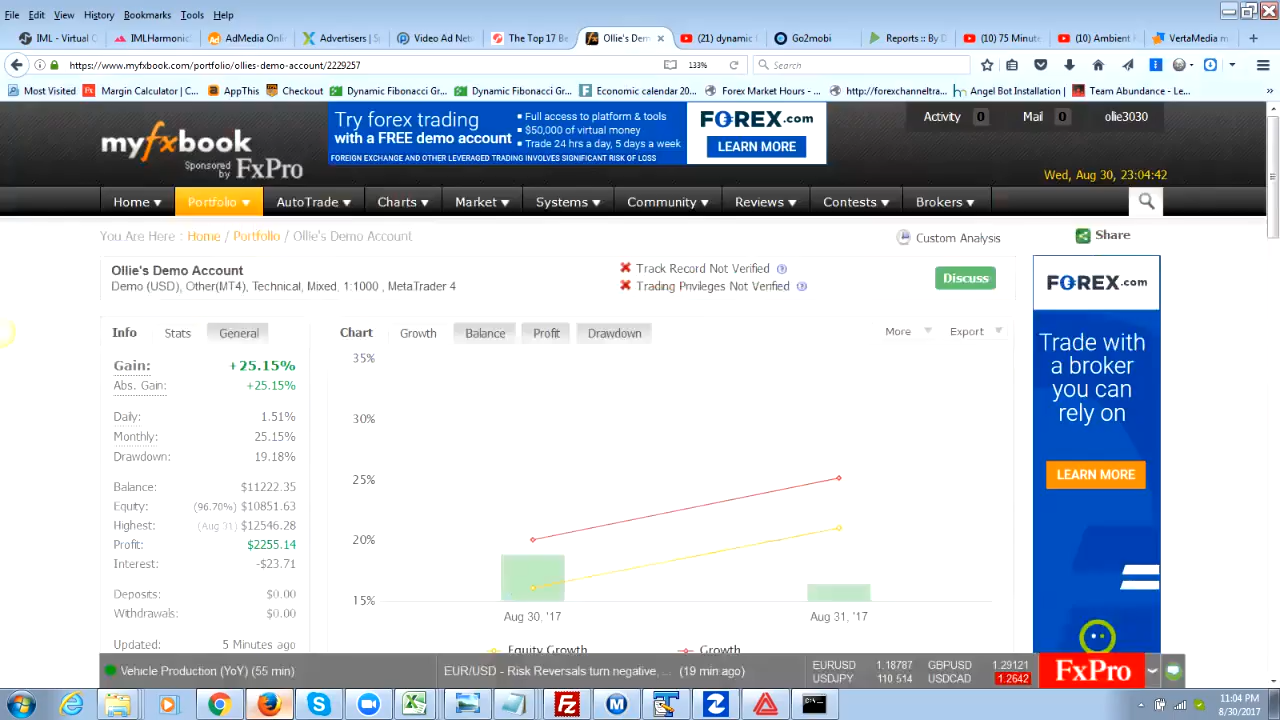 File Edit View History Bookmarks Tools Help
IML - Virtual C IMLHarmonic AdMedia Onli Advertisers | Sy Video Ad Netw The Top 17 Be Ollie's Dem (21) dynamic Go2mobi Reports :: By D (10) 75 Minute (10) Ambient VertaMedia
https://www.myfxbook.com/portfolio/ollies-demo-account/2229257 133% Search
Most Visited Margin Calculator | C... AppThis Checkout Dynamic Fibonacci Gr... Dynamic Fibonacci Gr... Economic calendar 20... Forex Market Hours - ... http://forexchanneltra... Angel Bot Installation | Team Abundance - Le...
myfxbook
Sponsored by FxPro
Try forex trading
with a FREE demo account
FOREIGN EXCHANGE AND OTHER LEVERAGED TRADING INVOLVES SIGNIFICANT RISK OF LOSS
• Full access to platform & tools
• $50,000 of virtual money
• Trade 24 hrs a day, 5 days a week
FOREX.com
LEARN MORE
Activity 0 Mail 0 olie3030
Wed, Aug 30, 23:04:42
Home Portfolio AutoTrade Charts Market Systems Community Reviews Contests Brokers
You Are Here : Home / Portfolio / Ollie's Demo Account
Custom Analysis Share
Ollie's Demo Account
Demo (USD), Other(MT4), Technical, Mixed, 1:1000 , MetaTrader 4
Track Record Not Verified
Trading Privileges Not Verified
Discuss
Info Stats General
Gain: +25.15%
Abs. Gain: +25.15%
Daily: 1.51%
Monthly: 25.15%
Drawdown: 19.18%
Balance: $11222.35
Equity: (96.70%) $10851.63
Highest: (Aug 31) $12546.28
Profit: $2255.14
Interest: -$23.71
Deposits: $0.00
Withdrawals: $0.00
Updated: 5 Minutes ago
Chart Growth Balance Profit Drawdown More Export
35%
30%
25%
20%
15%
Aug 30, '17 Aug 31, '17
Equity Growth Growth
FOREX.com
Trade with
a broker
you can
rely on
LEARN MORE
Vehicle Production (YoY) (55 min)
EUR/USD - Risk Reversals turn negative, ... (19 min ago)
EURUSD 1.18787 GBPUSD 1.29121
USDJPY 110.514 USDCAD 1.2642
FxPro
11:04 PM
8/30/2017